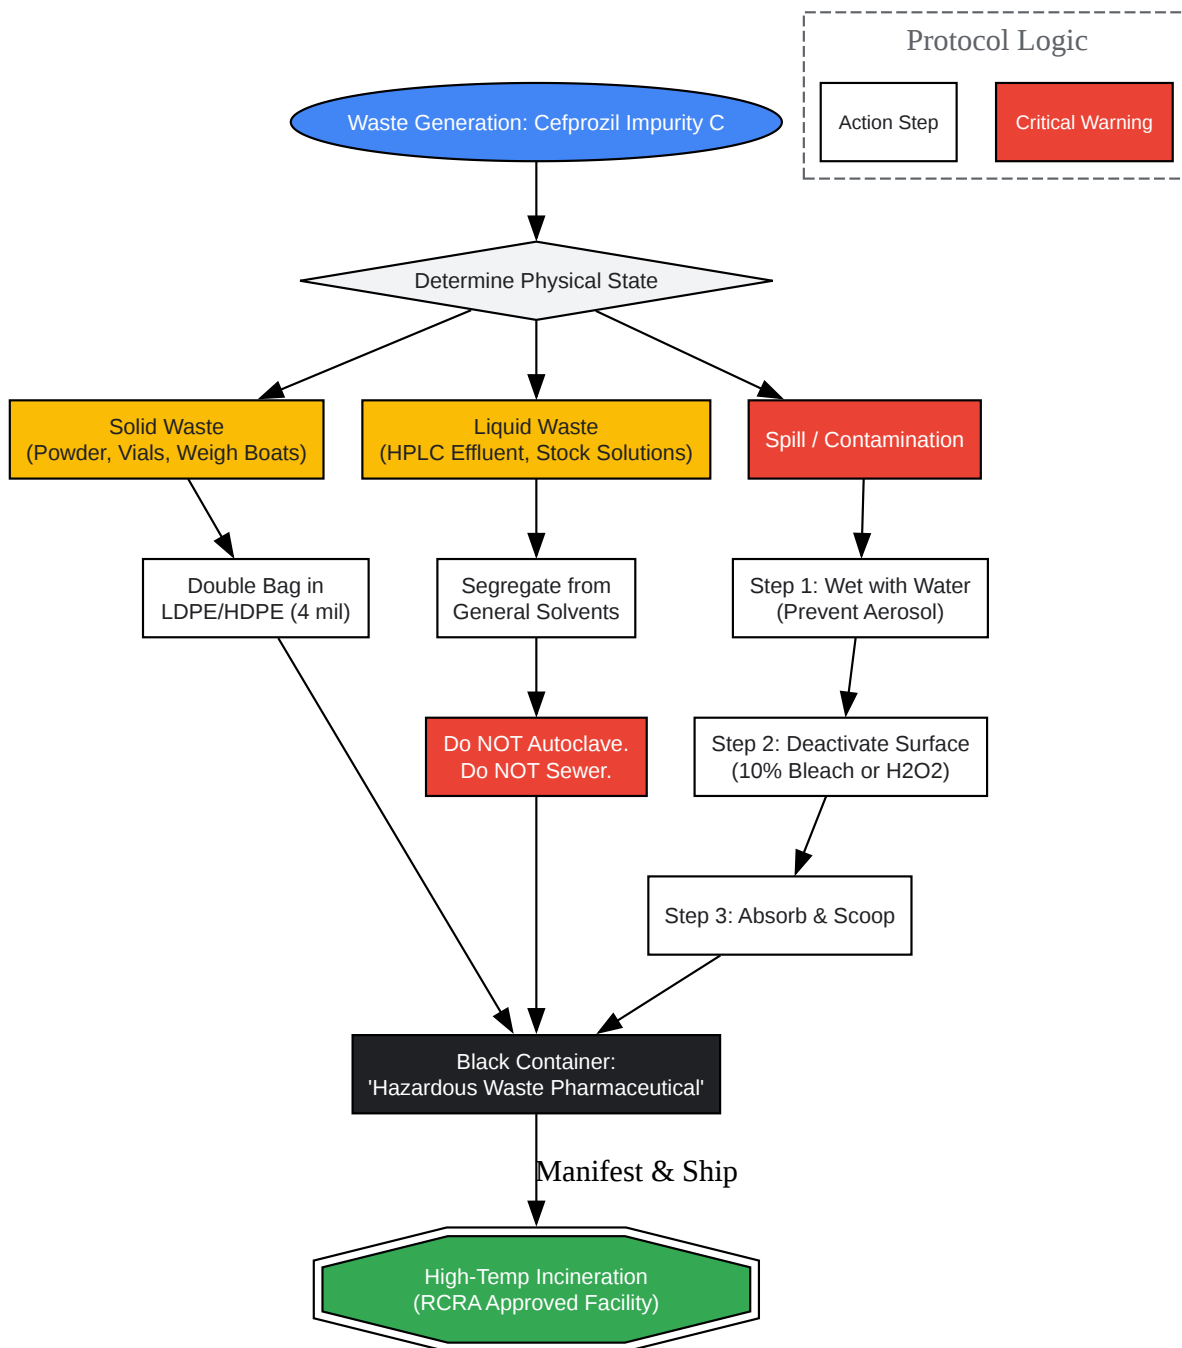 Protocol Logic
Action Step
Critical Warning
Waste Generation: Cefprozil Impurity C
Determine Physical State
Solid Waste
(Powder, Vials, Weigh Boats)
Liquid Waste
(HPLC Effluent, Stock Solutions)
Spill / Contamination
Double Bag in
LDPE/HDPE (4 mil)
Segregate from
General Solvents
Step 1: Wet with Water
(Prevent Aerosol)
Do NOT Autoclave.
Do NOT Sewer.
Step 2: Deactivate Surface
(10% Bleach or H2O2)
Step 3: Absorb & Scoop
Black Container:
'Hazardous Waste Pharmaceutical'
Manifest & Ship
High-Temp Incineration
(RCRA Approved Facility)